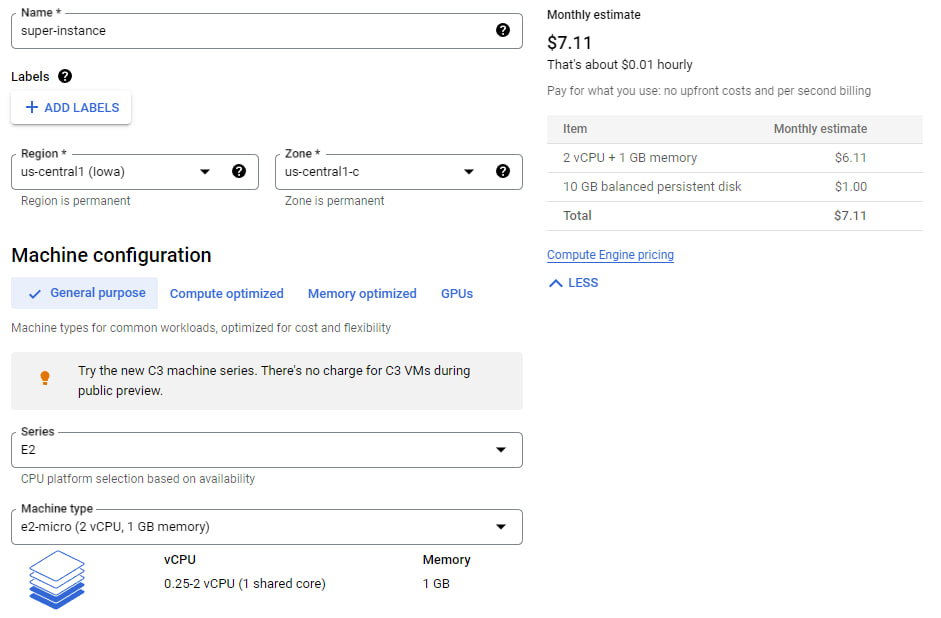 Name *
super-instance
Labels
ADD LABELS
Region *
us-central1 (Iowa)
Region is permanent
Zone *
us-central1-c
Zone is permanent
Machine configuration
General purpose
Compute optimized
Memory optimized
GPUs
Machine types for common workloads, optimized for cost and flexibility
Try the new C3 machine series. There's no charge for C3 VMs during
public preview.
Series
E2
CPU platform selection based on availability
Machine type
e2-micro (2 vCPU, 1 GB memory)
vCPU Memory
0.25-2 vCPU (1 shared core) 1 GB
Monthly estimate
$7.11
That's about $0.01 hourly
Pay for what you use: no upfront costs and per second billing
Item Monthly estimate
2 vCPU + 1 GB memory $6.11
10 GB balanced persistent disk $1.00
Total $7.11
Compute Engine pricing
LESS